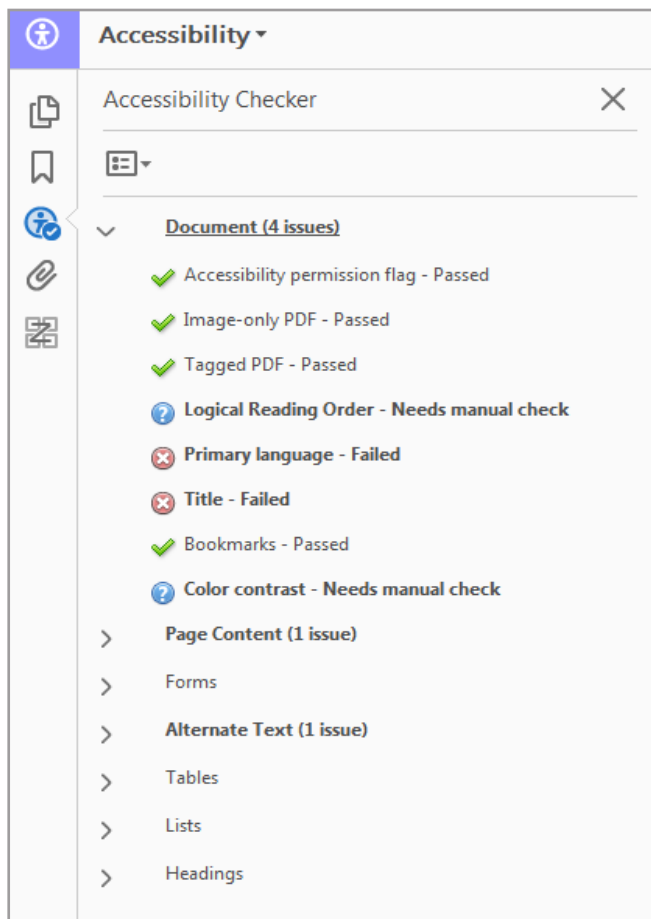 Accessibility
Accessibility Checker
Document (4 issues)
Accessibility permission flag - Passed
Image-only PDF - Passed
Tagged PDF - Passed
Logical Reading Order - Needs manual check
Primary language - Failed
Title - Failed
Bookmarks - Passed
Color contrast - Needs manual check
Page Content (1 issue)
Forms
Alternate Text (1 issue)
Tables
Lists
Headings